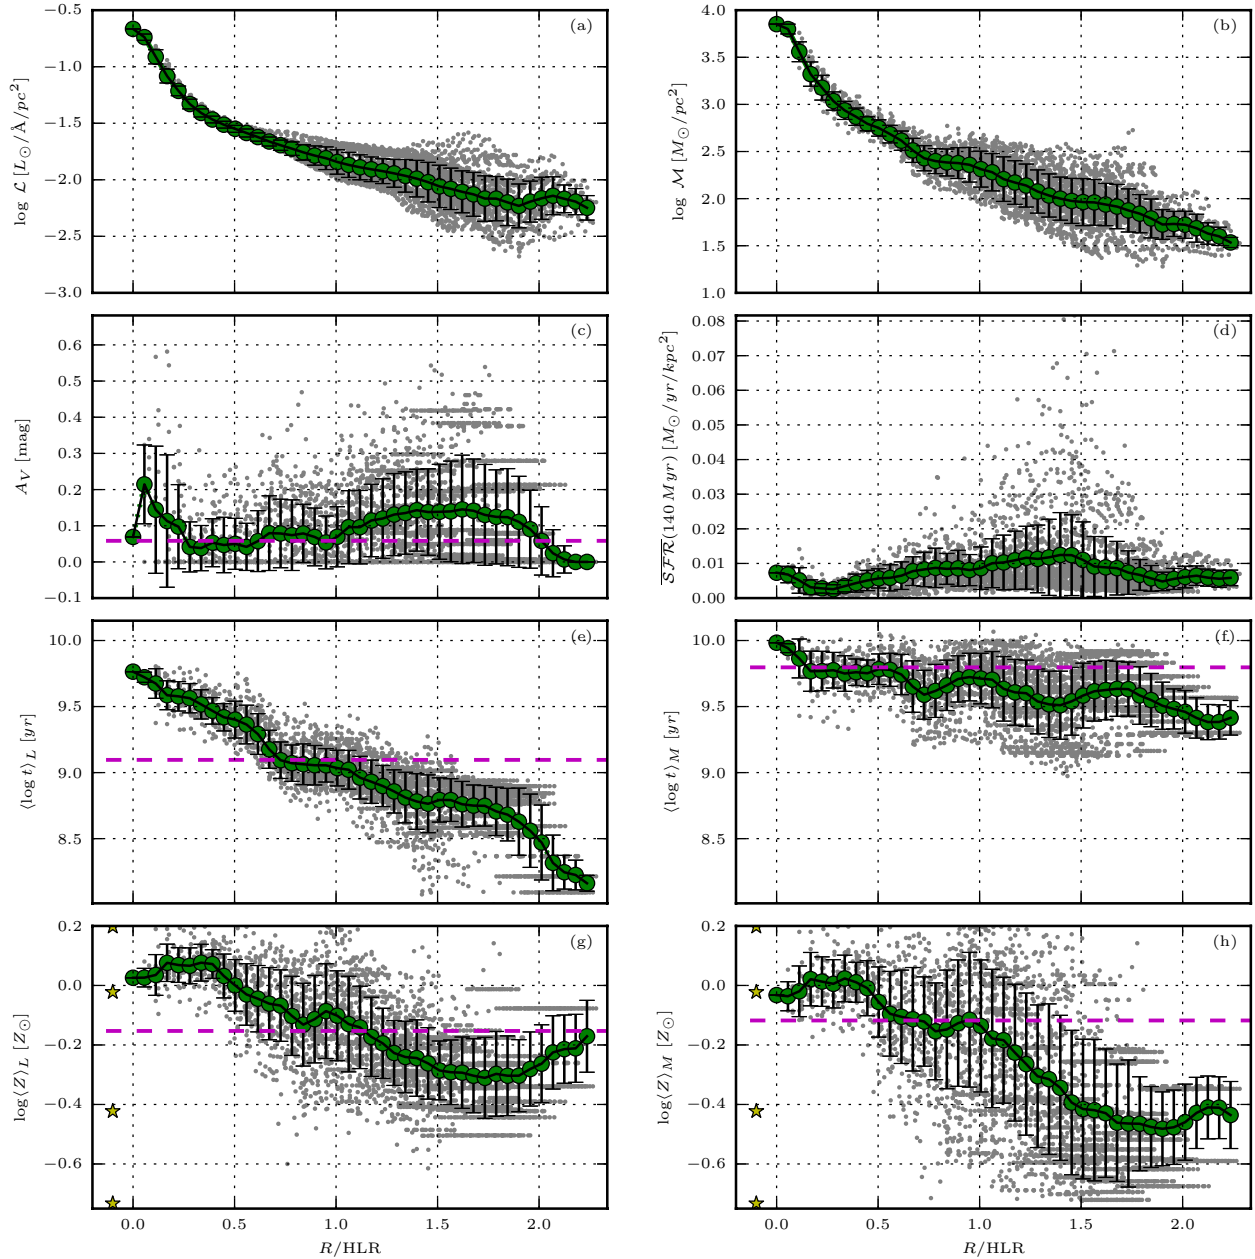 (a)
−0.5
−1.0
−1.5
−2.0
−2.5
−3.0
log ℒ [L⊙/Å/pc²]
(b)
4.0
3.5
3.0
2.5
2.0
1.5
1.0
log ℳ [M⊙/pc²]
(c)
0.6
0.5
0.4
0.3
0.2
0.1
0.0
−0.1
A_V [mag]
(d)
0.08
0.07
0.06
0.05
0.04
0.03
0.02
0.01
0.00
𝒮ℱℛ(140 Myr) [M⊙/yr/kpc²]
(e)
10.0
9.5
9.0
8.5
⟨log t⟩_L [yr]
(f)
10.0
9.5
9.0
8.5
⟨log t⟩_M [yr]
(g)
0.2
0.0
−0.2
−0.4
−0.6
log⟨Z⟩_L [Z⊙]
0.0 0.5 1.0 1.5 2.0
R/HLR
(h)
0.2
0.0
−0.2
−0.4
−0.6
log⟨Z⟩_M [Z⊙]
0.0 0.5 1.0 1.5 2.0
R/HLR